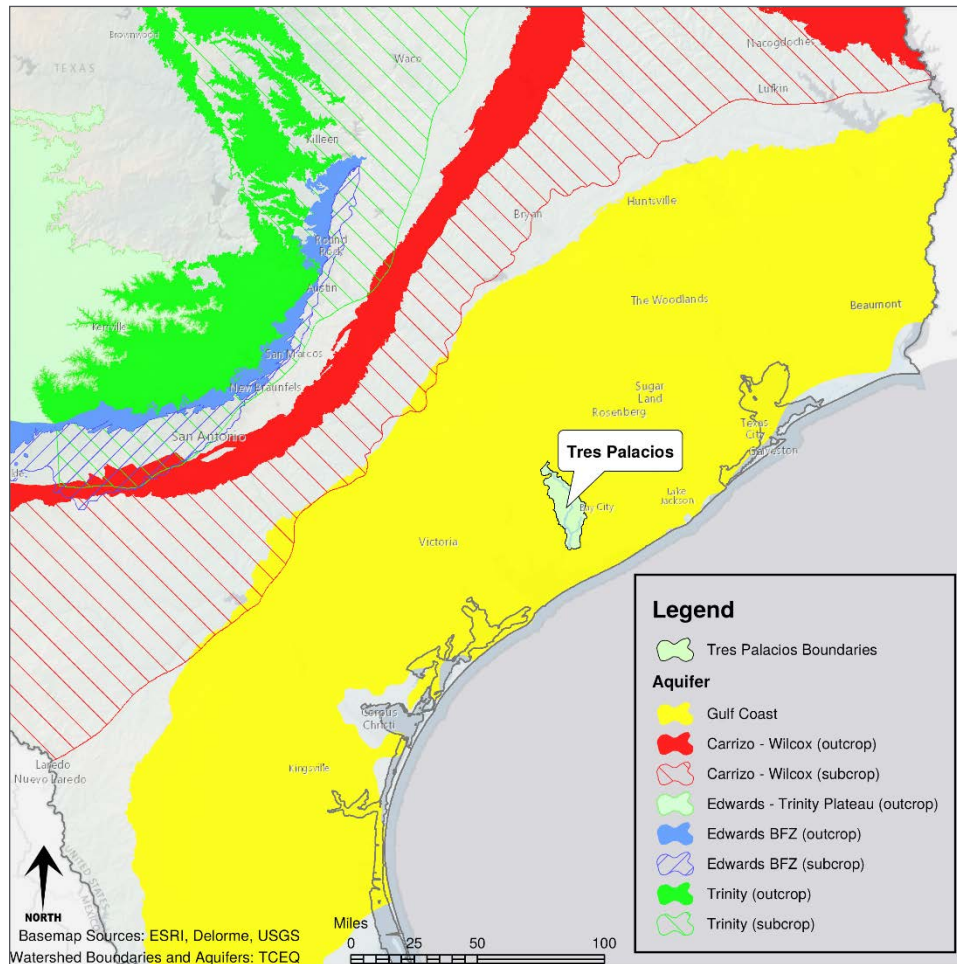 Brownwood
TEXAS
Waco
Nacogdoches
Lufkin
Killeen
Bryan
Huntsville
Round
Rock
Austin
The Woodlands
Beaumont
Kerrville
San Marcos
New Braunfels
Sugar
Land
Rosenberg
Texas
City
Galveston
San Antonio
Tres Palacios
Lake
Jackson
Bay City
Victoria
Corpus
Christi
Kingsville
Laredo
Nuevo Laredo
UNITED STATES
MEXICO
Legend
Tres Palacios Boundaries
Aquifer
Gulf Coast
Carrizo - Wilcox (outcrop)
Carrizo - Wilcox (subcrop)
Edwards - Trinity Plateau (outcrop)
Edwards BFZ (outcrop)
Edwards BFZ (subcrop)
Trinity (outcrop)
Trinity (subcrop)
NORTH
Miles
0 25 50 100
Basemap Sources: ESRI, Delorme, USGS
Watershed Boundaries and Aquifers: TCEQ